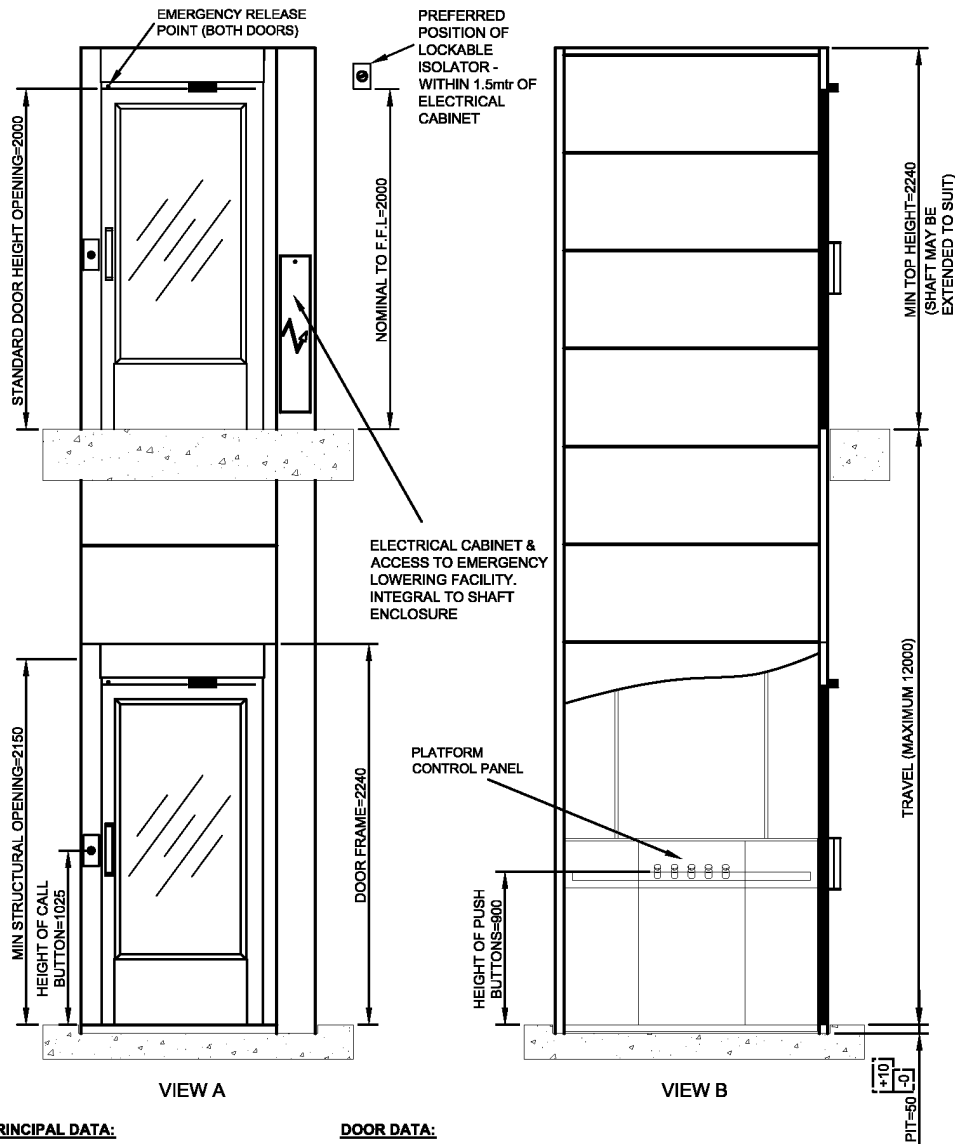 EMERGENCY RELEASE
POINT (BOTH DOORS)
PREFERRED
POSITION OF
LOCKABLE
ISOLATOR -
WITHIN 1.5mtr OF
ELECTRICAL
CABINET
STANDARD DOOR HEIGHT OPENING=2000
NOMINAL TO F.F.L=2000
MIN TOP HEIGHT=2240
(SHAFT MAY BE
EXTENDED TO SUIT)
ELECTRICAL CABINET &
ACCESS TO EMERGENCY
LOWERING FACILITY.
INTEGRAL TO SHAFT
ENCLOSURE
MIN STRUCTURAL OPENING=2150
HEIGHT OF CALL
BUTTON=1025
DOOR FRAME=2240
PLATFORM
CONTROL PANEL
HEIGHT OF PUSH
BUTTONS=900
TRAVEL (MAXIMUM 12000)
VIEW A
VIEW B
PIT=50
+10
-0
RINCIPAL DATA:
DOOR DATA: